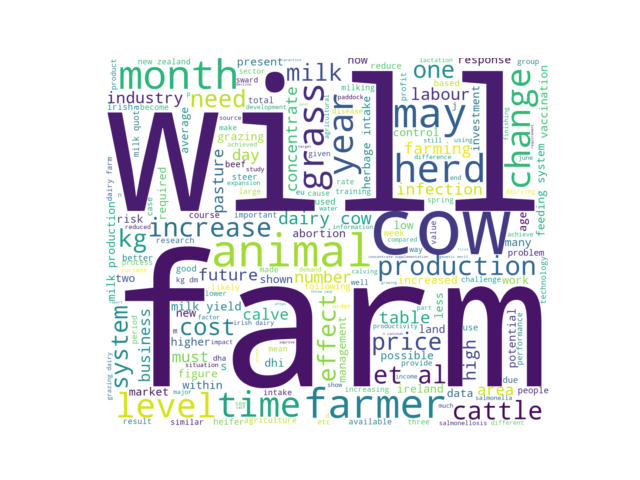 new zealand
present
how
response
group
product
month
sector
milk
reduce
one
based
profit
will
industry
need
grass
year
may
labour
change
investment
feeding system vaccination
irish
become
total
milking
paddock
sward
development
dairy farm
milk quota
average
source
make
grazing
concentrate
herbage intake
agricultural
disease
control
farming
still
using
finishing
achieved
day
herd
difference
june
milk production
required
pasture
beef
steer
given
rate
training
infection
end
spring
large
eu
cause
used
case
risk
course
important
dairy cow
week
low
value
age
reduced
expansion
study
water
cow
kg
increase
abortion
information
compared
way
many
better
research
process
problem
two
good
kg dm
future
animal
made
demand
number
calving
well
production
increased
challenge
work
technology
likely
shown
following
farm
system
business
period
lower
milk yield
calve
new
factor
irish dairy
cost
effect
management
table
productivity
land
price
possible
provide
impact
use
high
potential
performance
must
dha
mean
figure
dhi
s
situation
within
et al
income
ireland
increasing
area
due
market
major
intake
show
data
people
salmonella
level
time
farmer
cattle
result
similar
heifer
agriculture
etc
available
three
much
salmonellosis
different
grazing dairy